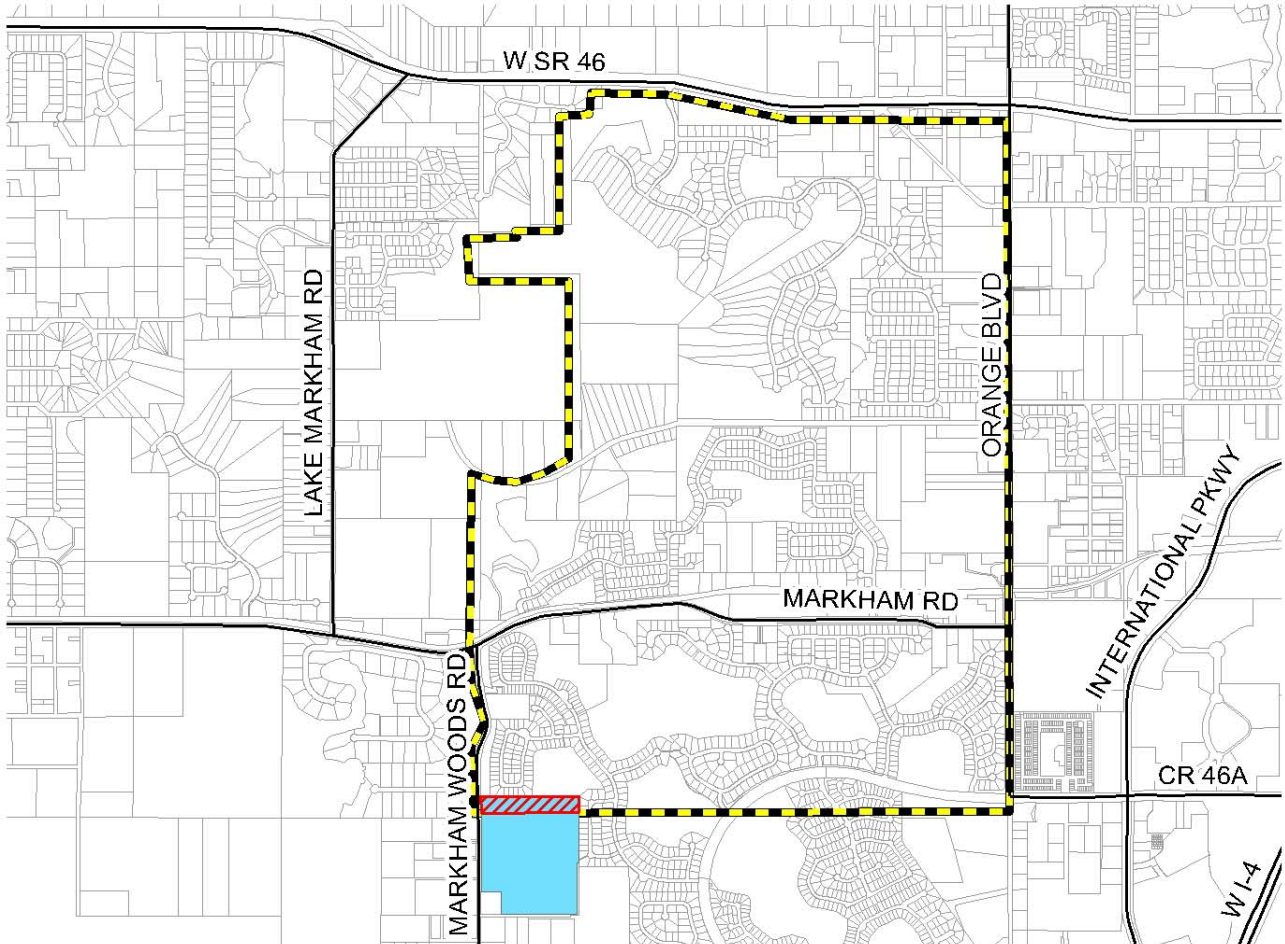 W SR 46
LAKE MARKHAM RD
ORANGE BLVD
INTERNATIONAL PKWY
MARKHAM RD
MARKHAM WOODS RD
CR 46A
W I-4